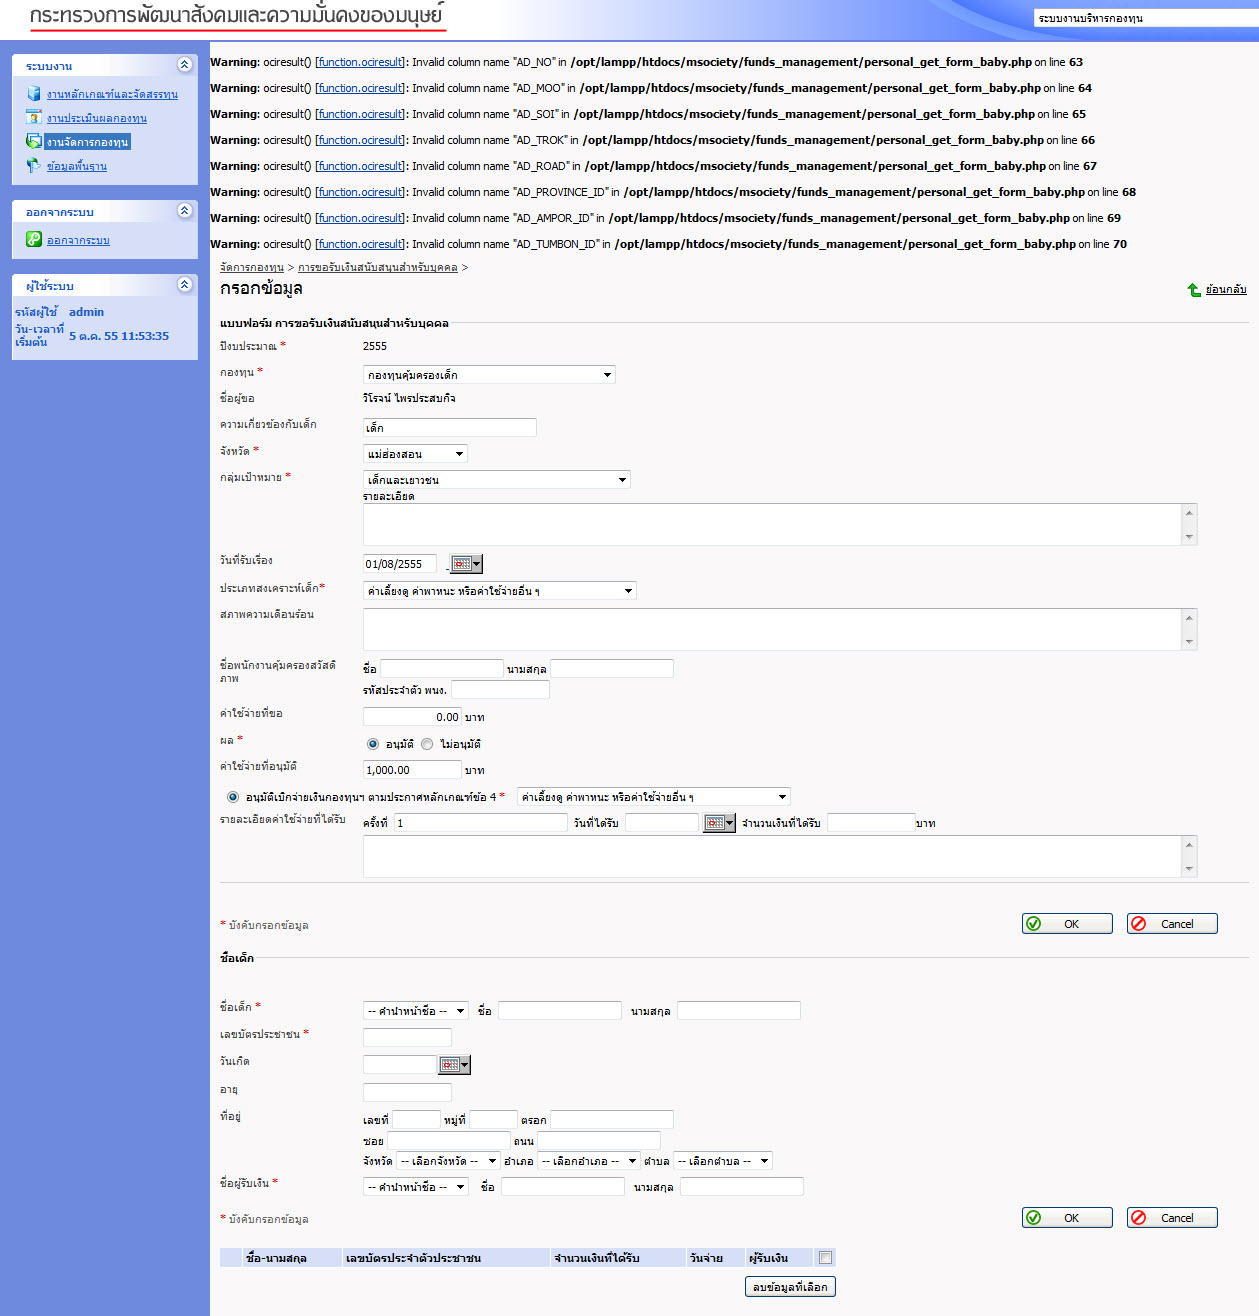 กระทรวงการพัฒนาสังคมและความมั่นคงของมนุษย์
ระบบงานบริหารกองทุน
ระบบงาน
งานหลักเกณฑ์และจัดสรรทุน
งานประเมินผลกองทุน
งานจัดการกองทุน
ข้อมูลพื้นฐาน
ออกจากระบบ
ออกจากระบบ
ผู้ใช้ระบบ
รหัสผู้ใช้ admin
วัน-เวลาที่เริ่มต้น 5 ต.ค. 55 11:53:35
Warning: ociresult() [function.ociresult]: Invalid column name "AD_NO" in /opt/lampp/htdocs/msociety/funds_management/personal_get_form_baby.php on line 63
Warning: ociresult() [function.ociresult]: Invalid column name "AD_MOO" in /opt/lampp/htdocs/msociety/funds_management/personal_get_form_baby.php on line 64
Warning: ociresult() [function.ociresult]: Invalid column name "AD_SOI" in /opt/lampp/htdocs/msociety/funds_management/personal_get_form_baby.php on line 65
Warning: ociresult() [function.ociresult]: Invalid column name "AD_TROK" in /opt/lampp/htdocs/msociety/funds_management/personal_get_form_baby.php on line 66
Warning: ociresult() [function.ociresult]: Invalid column name "AD_ROAD" in /opt/lampp/htdocs/msociety/funds_management/personal_get_form_baby.php on line 67
Warning: ociresult() [function.ociresult]: Invalid column name "AD_PROVINCE_ID" in /opt/lampp/htdocs/msociety/funds_management/personal_get_form_baby.php on line 68
Warning: ociresult() [function.ociresult]: Invalid column name "AD_AMPOR_ID" in /opt/lampp/htdocs/msociety/funds_management/personal_get_form_baby.php on line 69
Warning: ociresult() [function.ociresult]: Invalid column name "AD_TUMBON_ID" in /opt/lampp/htdocs/msociety/funds_management/personal_get_form_baby.php on line 70
จัดการกองทุน > การขอรับเงินสนับสนุนสำหรับบุคคล >
กรอกข้อมูล
ย้อนกลับ
แบบฟอร์ม การขอรับเงินสนับสนุนสำหรับบุคคล
ปีงบประมาณ * 2555
กองทุน * กองทุนคุ้มครองเด็ก
ชื่อผู้ขอ วิโรจน์ ไพรประสบกิจ
ความเกี่ยวข้องกับเด็ก เด็ก
จังหวัด * แม่ฮ่องสอน
กลุ่มเป้าหมาย * เด็กและเยาวชน
รายละเอียด
วันที่รับเรื่อง 01/08/2555
ประเภทสงเคราะห์เด็ก* ค่าเลี้ยงดู ค่าพาหนะ หรือค่าใช้จ่ายอื่น ๆ
สภาพความเดือนร้อน
ชื่อพนักงานคุ้มครองสวัสดิภาพ ชื่อ นามสกุล
รหัสประจำตัว พนง.
ค่าใช้จ่ายที่ขอ 0.00 บาท
ผล * อนุมัติ ไม่อนุมัติ
ค่าใช้จ่ายที่อนุมัติ 1,000.00 บาท
อนุมัติเบิกจ่ายเงินกองทุนฯ ตามประกาศหลักเกณฑ์ข้อ 4 * ค่าเลี้ยงดู ค่าพาหนะ หรือค่าใช้จ่ายอื่น ๆ
รายละเอียดค่าใช้จ่ายที่ได้รับ ครั้งที่ 1 วันที่ได้รับ จำนวนเงินที่ได้รับ บาท
* บังคับกรอกข้อมูล OK Cancel
ชื่อเด็ก
ชื่อเด็ก * -- คำนำหน้าชื่อ -- ชื่อ นามสกุล
เลขบัตรประชาชน *
วันเกิด
อายุ
ที่อยู่ เลขที่ หมู่ที่ ตรอก
ซอย ถนน
จังหวัด -- เลือกจังหวัด -- อำเภอ -- เลือกอำเภอ -- ตำบล -- เลือกตำบล --
ชื่อผู้รับเงิน * -- คำนำหน้าชื่อ -- ชื่อ นามสกุล
* บังคับกรอกข้อมูล OK Cancel
ชื่อ-นามสกุล เลขบัตรประจำตัวประชาชน จำนวนเงินที่ได้รับ วันจ่าย ผู้รับเงิน
ลบข้อมูลที่เลือก